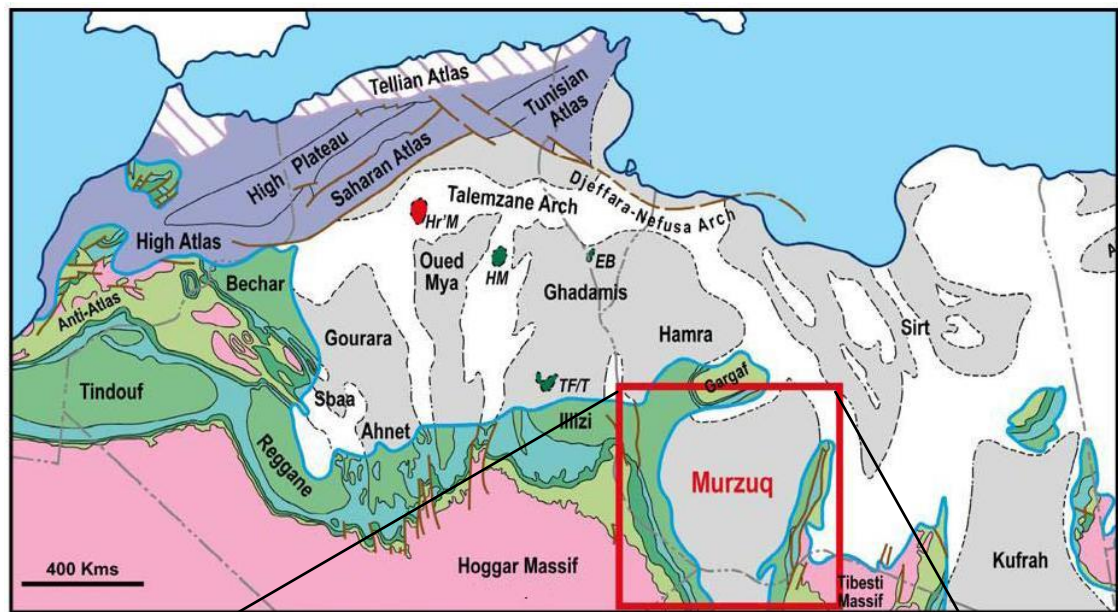 Tellian Atlas
Tunisian
Atlas
High Plateau
Saharan Atlas
Djeffara-Nefusa Arch
Talemzane Arch
Hr'M
High Atlas
Oued
Mya
HM
EB
Bechar
Ghadamis
Anti-Atlas
Gourara
Hamra
Sirt
Tindouf
Sbaa
TF/T
Gargaf
Ahnet
Illizi
Reggane
Murzuq
400 Kms
Hoggar Massif
Tibesti
Massif
Kufrah